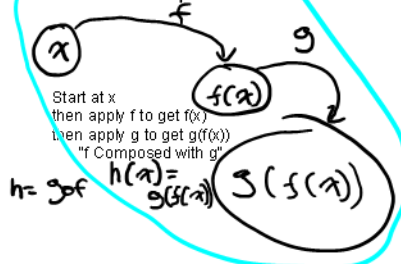 f
g
x
f(x)
Start at x
then apply f to get f(x)
then apply g to get g(f(x))
"f Composed with g"
h= gof
h(x)=
g(f(x))
g(f(x))